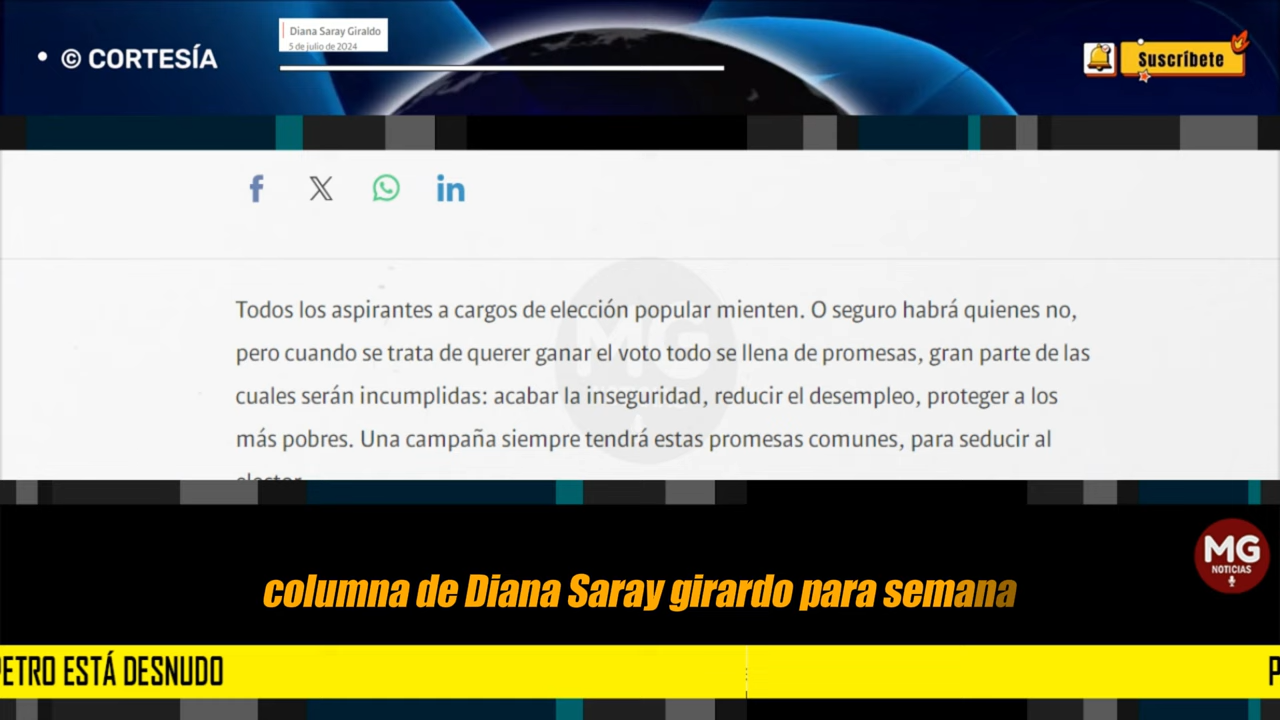 • © CORTESÍA
Diana Saray Giraldo
5 de julio de 2024
Suscríbete
Todos los aspirantes a cargos de elección popular mienten. O seguro habrá quienes no,
pero cuando se trata de querer ganar el voto todo se llena de promesas, gran parte de las
cuales serán incumplidas: acabar la inseguridad, reducir el desempleo, proteger a los
más pobres. Una campaña siempre tendrá estas promesas comunes, para seducir al
MG
NOTICIAS
columna de Diana Saray girardo para semana
PETRO ESTÁ DESNUDO
P